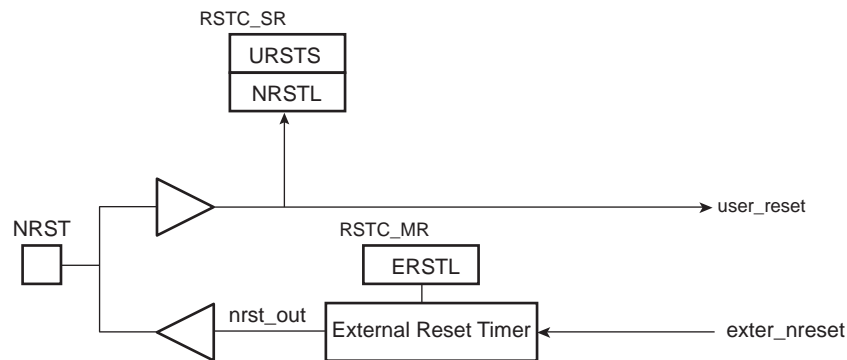 RSTC_SR
URSTS
NRSTL
user_reset
NRST
RSTC_MR
ERSTL
nrst_out
External Reset Timer
exter_nreset